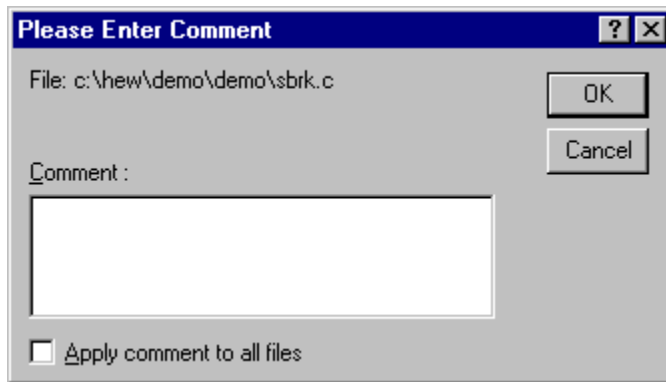 Please Enter Comment
File: c:\hew\demo\demo\sbrk.c
OK
Cancel
Comment :
Apply comment to all files